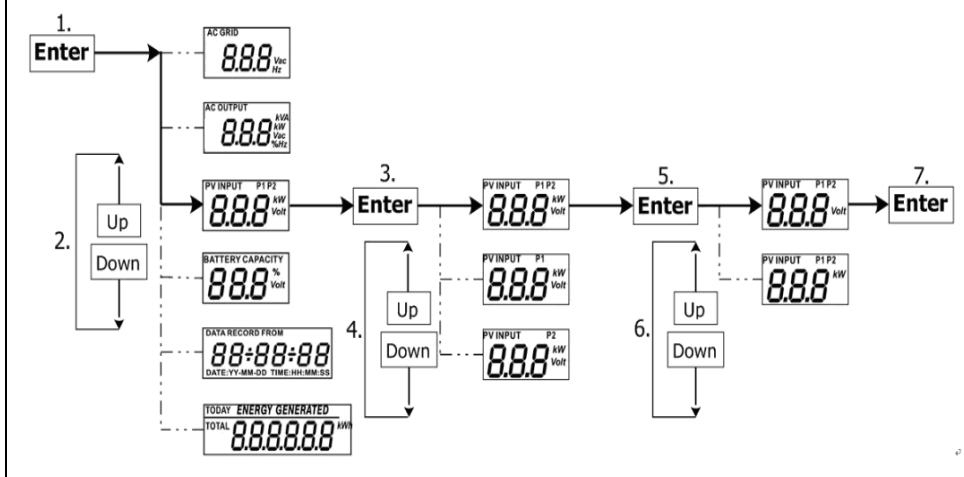 1.
Enter
AC GRID
8.8.8 Vac
Hz
AC OUTPUT
8.8.8 kVA
kW
Vac
%Hz
2.
Up
Down
PV INPUT P1 P2
8.8.8 kW
Volt
BATTERY CAPACITY
88.8 %
Volt
DATA RECORD FROM
88:88:88
DATE:YY-MM-DD TIME:HH:MM:SS
TODAY ENERGY GENERATED
TOTAL 8.8.8.8.8.8 kWh
3.
Enter
4.
Up
Down
PV INPUT P1 P2
8.8.8 kW
Volt
PV INPUT P1
8.8.8 kW
Volt
PV INPUT P2
8.8.8 kW
Volt
5.
Enter
6.
Up
Down
PV INPUT P1 P2
8.8.8 Volt
PV INPUT P1 P2
8.8.8 kW
7.
Enter